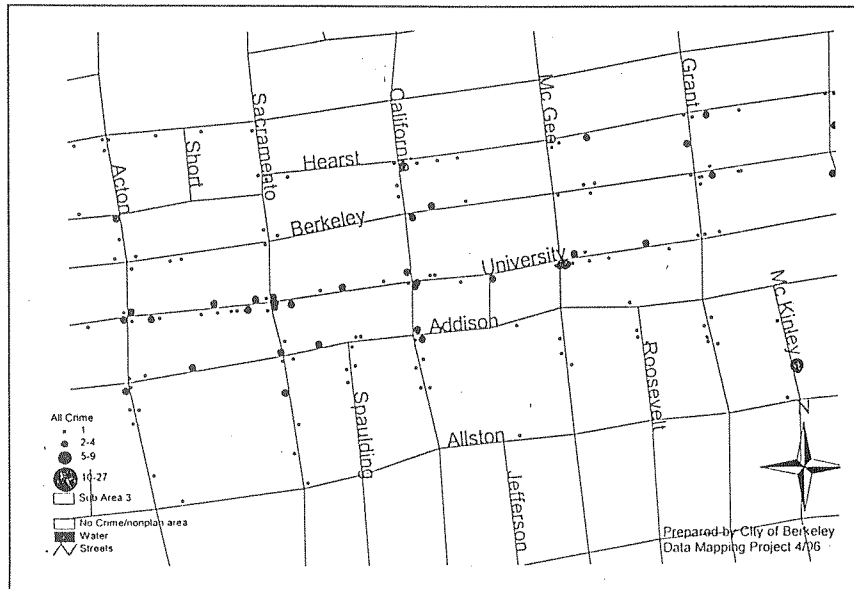 Grant
Mc Gee
California
Sacramento
Hearst
Short
Acton
Berkeley
University
Mc Kinley
Addison
Roosevelt
Spaulding
Allston
Jefferson
All Crime
1
2-4
5-9
10-27
Sub Area 3
No Crime/nonplan area
Water
Streets
N
Prepared by City of Berkeley
Data Mapping Project 4/06